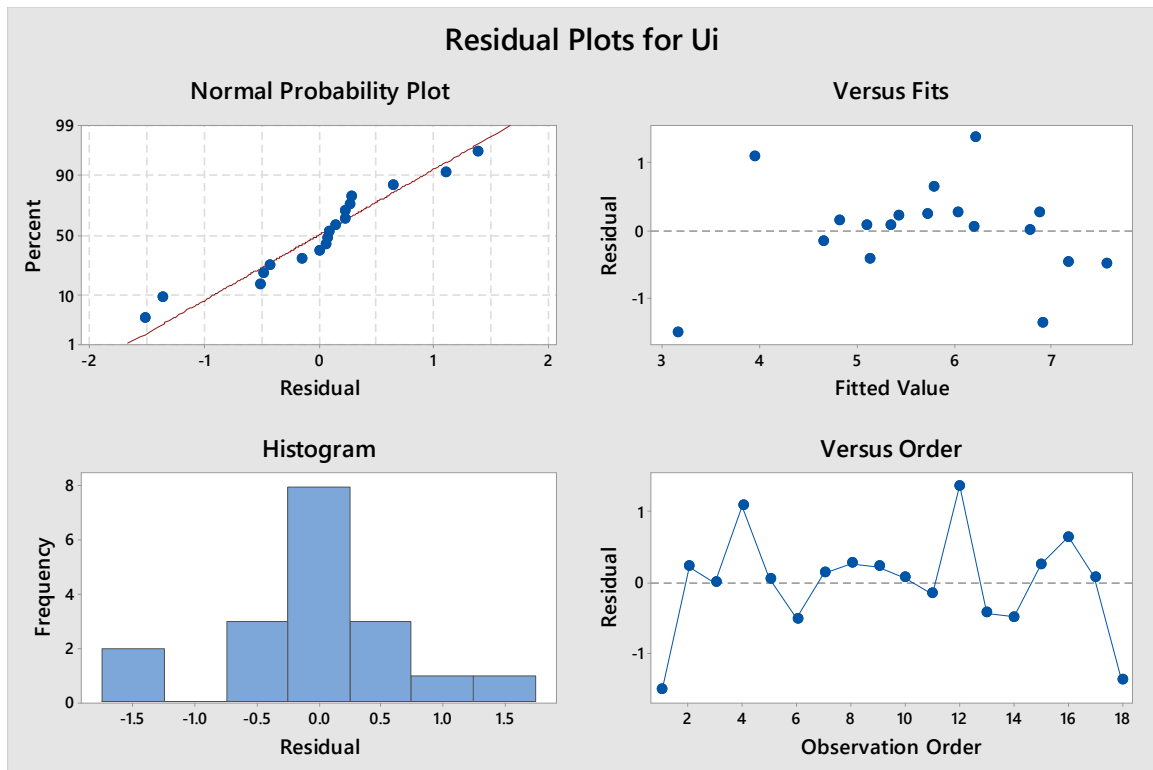 Residual Plots for Ui
Normal Probability Plot
99
90
50
10
1
Percent
-2 -1 0 1 2
Residual
Versus Fits
1
0
-1
Residual
3 4 5 6 7
Fitted Value
Histogram
8
6
4
2
0
Frequency
-1.5 -1.0 -0.5 0.0 0.5 1.0 1.5
Residual
Versus Order
1
0
-1
Residual
2 4 6 8 10 12 14 16 18
Observation Order